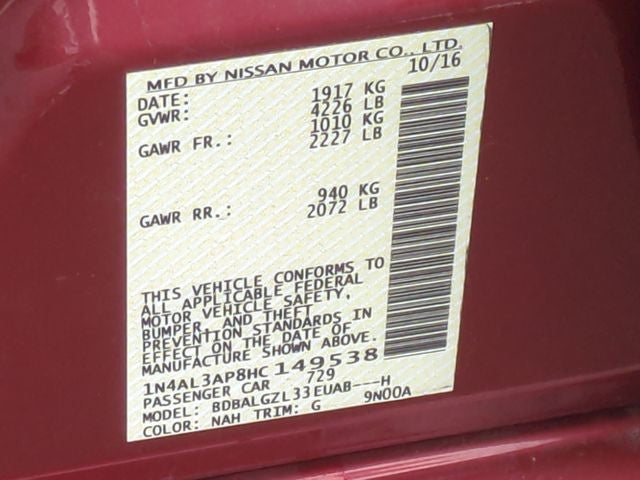 MFD BY NISSAN MOTOR CO., LTD.
DATE: 10/16
GVWR: 1917 KG
4226 LB
GAWR FR.: 1010 KG
2227 LB
GAWR RR.: 940 KG
2072 LB
THIS VEHICLE CONFORMS TO
ALL APPLICABLE FEDERAL
MOTOR VEHICLE SAFETY,
BUMPER, AND THEFT
PREVENTION STANDARDS IN
EFFECT ON THE DATE OF
MANUFACTURE SHOWN ABOVE.
1N4AL3AP8HC149538
PASSENGER CAR 729
MODEL: BDBALGZL33EUAB---H
COLOR: NAH TRIM: G 9N00A